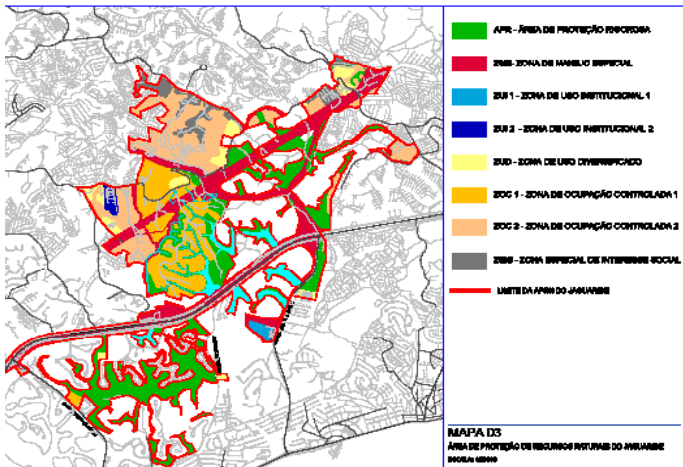 APR - ÁREA DE PROTEÇÃO RIGOROSA
ZME - ZONA DE MANEJO ESPECIAL
ZUI 1 - ZONA DE USO INSTITUCIONAL 1
ZUI 2 - ZONA DE USO INSTITUCIONAL 2
ZUD - ZONA DE USO DIVERSIFICADO
ZOC 1 - ZONA DE OCUPAÇÃO CONTROLADA 1
ZOC 2 - ZONA DE OCUPAÇÃO CONTROLADA 2
ZEIS - ZONA ESPECIAL DE INTERESSE SOCIAL
LIMITE DA APRN DO JAGUARIBE
MAPA 03
ÁREA DE PROTEÇÃO DE RECURSOS NATURAIS DO JAGUARIBE